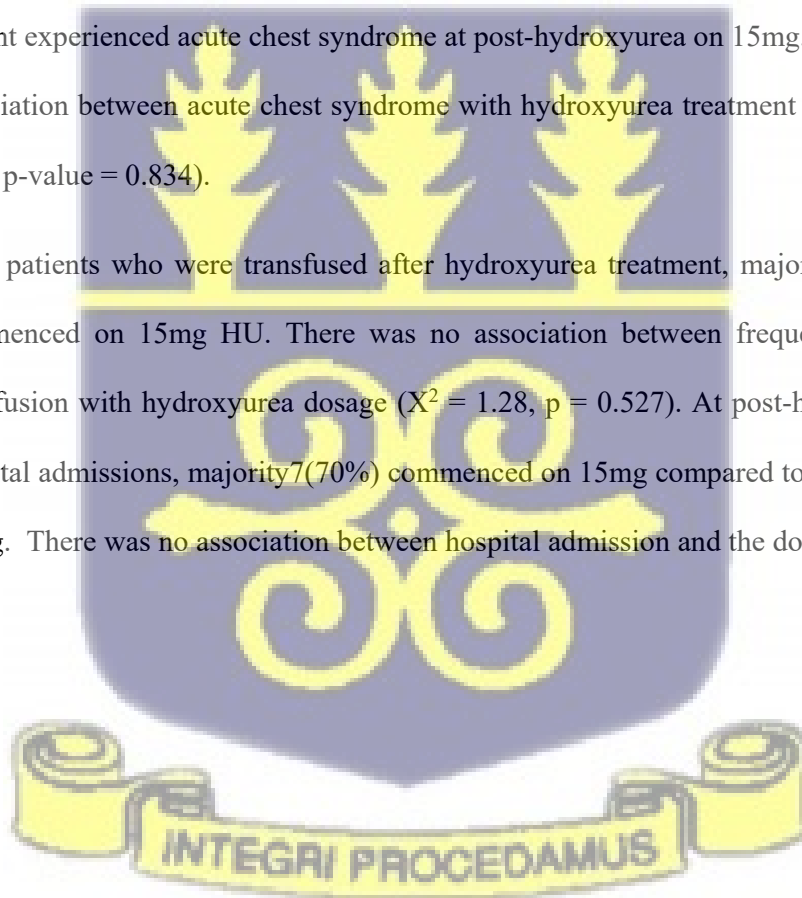 nt experienced acute chest syndrome at post-hydroxyurea on 15mg.
iation between acute chest syndrome with hydroxyurea treatment
p-value = 0.834).
patients who were transfused after hydroxyurea treatment, major
nenced on 15mg HU. There was no association between freque
fusion with hydroxyurea dosage (X² = 1.28, p = 0.527). At post-h
tal admissions, majority7(70%) commenced on 15mg compared to
g. There was no association between hospital admission and the do
INTEGRI PROCEDAMUS